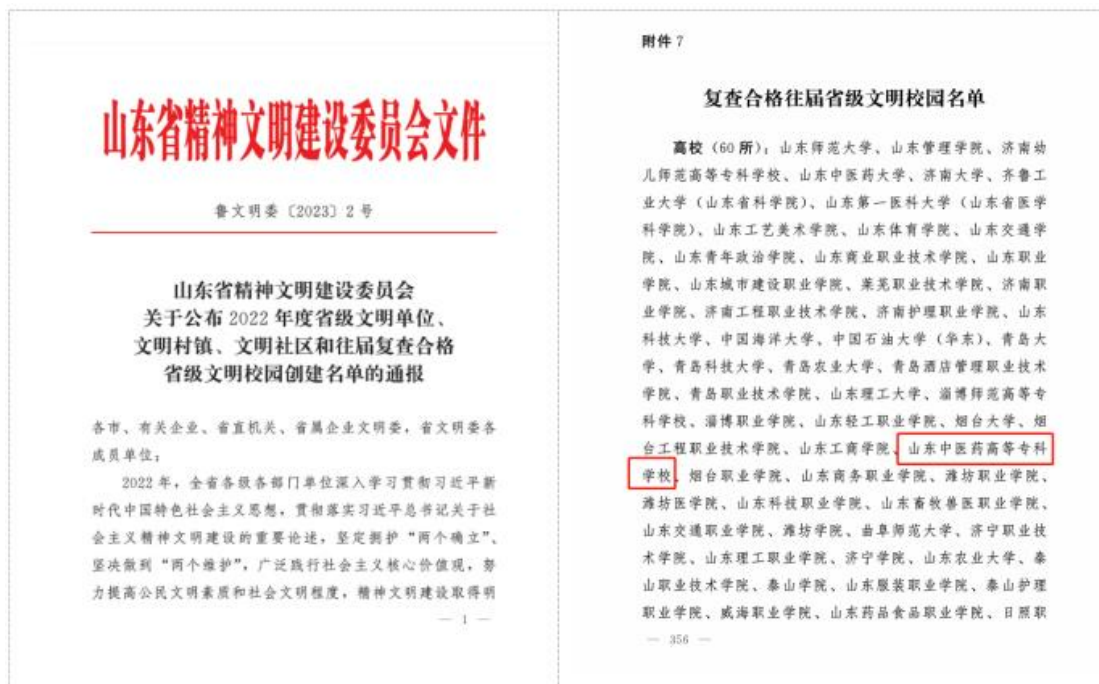 山东省精神文明建设委员会文件
鲁文明委〔2023〕2号
山东省精神文明建设委员会
关于公布 2022 年度省级文明单位、
文明村镇、文明社区和往届复查合格
省级文明校园创建名单的通报
各市、有关企业、省直机关、省属企业文明委，省文明委各
成员单位：
2022 年，全省各级各部门单位深入学习贯彻习近平新
时代中国特色社会主义思想，贯彻落实习近平总书记关于社
会主义精神文明建设的重要论述，坚定拥护“两个确立”、
坚决做到“两个维护”，广泛践行社会主义核心价值观，努
力提高公民文明素质和社会文明程度，精神文明建设取得明
— 1 —
附件 7
复查合格往届省级文明校园名单
高校（60 所）：山东师范大学、山东管理学院、济南幼
儿师范高等专科学校、山东中医药大学、济南大学、齐鲁工
业大学（山东省科学院）、山东第一医科大学（山东省医学
科学院）、山东工艺美术学院、山东体育学院、山东交通学
院、山东青年政治学院、山东商业职业技术学院、山东职业
学院、山东城市建设职业学院、莱芜职业技术学院、济南职
业学院、济南工程职业技术学院、济南护理职业学院、山东
科技大学、中国海洋大学、中国石油大学（华东）、青岛大
学、青岛科技大学、青岛农业大学、青岛酒店管理职业技术
学院、青岛职业技术学院、山东理工大学、淄博师范高等专
科学校、淄博职业学院、山东轻工职业学院、烟台大学、烟
台工程职业技术学院、山东工商学院、山东中医药高等专科
学校、烟台职业学院、山东商务职业学院、潍坊职业学院、
潍坊医学院、山东科技职业学院、山东畜牧兽医职业学院、
山东交通职业学院、潍坊学院、曲阜师范大学、济宁职业技
术学院、山东理工职业学院、济宁学院、山东农业大学、泰
山职业技术学院、泰山学院、山东服装职业学院、泰山护理
职业学院、威海职业学院、山东药品食品职业学院、日照职
— 356 —